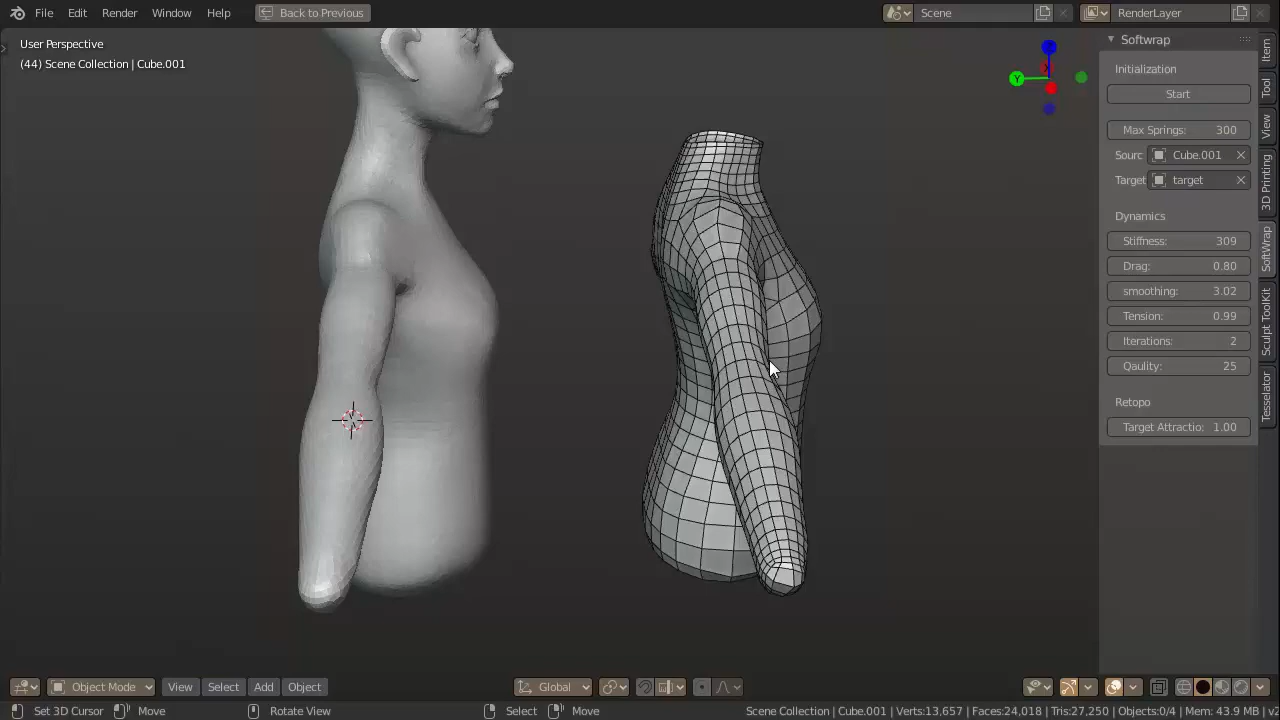 File Edit Render Window Help Back to Previous Scene RenderLayer
User Perspective
(44) Scene Collection | Cube.001
Z
Y
X
Softwrap
Initialization
Start
Max Springs: 300
Sourc Cube.001
Target target
Dynamics
Stiffness: 309
Drag: 0.80
smoothing: 3.02
Tension: 0.99
Iterations: 2
Qaulity: 25
Retopo
Target Attractio: 1.00
Item
Tool
View
3D Printing
SoftWrap
Sculpt ToolKit
Tesselator
Object Mode View Select Add Object Global
Set 3D Cursor Move Rotate View Select Move Scene Collection | Cube.001 | Verts:13,657 | Faces:24,018 | Tris:27,250 | Objects:0/4 | Mem: 43.9 MB | v2